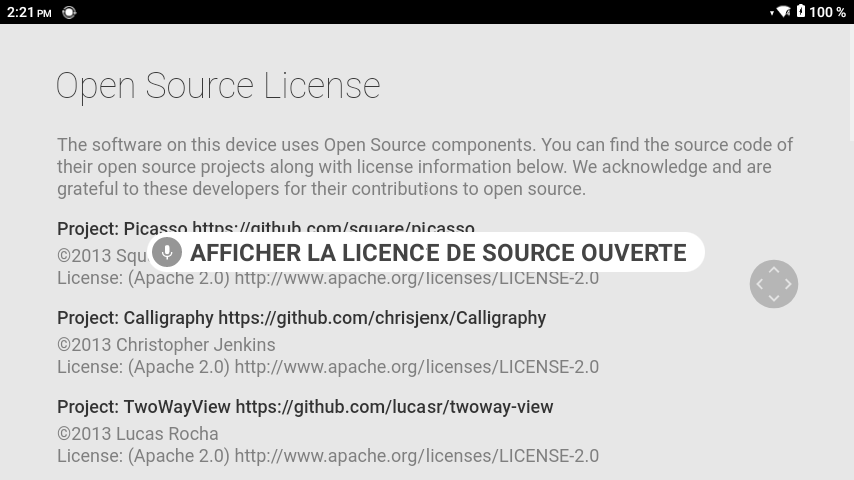 2:21 PM
100 %
Open Source License
The software on this device uses Open Source components. You can find the source code of
their open source projects along with license information below. We acknowledge and are
grateful to these developers for their contributions to open source.
Project: Picasso https://github.com/square/picasso
AFFICHER LA LICENCE DE SOURCE OUVERTE
©2013
License: (Apache 2.0) http://www.apache.org/licenses/LICENSE-2.0
Project: Calligraphy https://github.com/chrisjenx/Calligraphy
©2013 Christopher Jenkins
License: (Apache 2.0) http://www.apache.org/licenses/LICENSE-2.0
Project: TwoWayView https://github.com/lucasr/twoway-view
©2013 Lucas Rocha
License: (Apache 2.0) http://www.apache.org/licenses/LICENSE-2.0